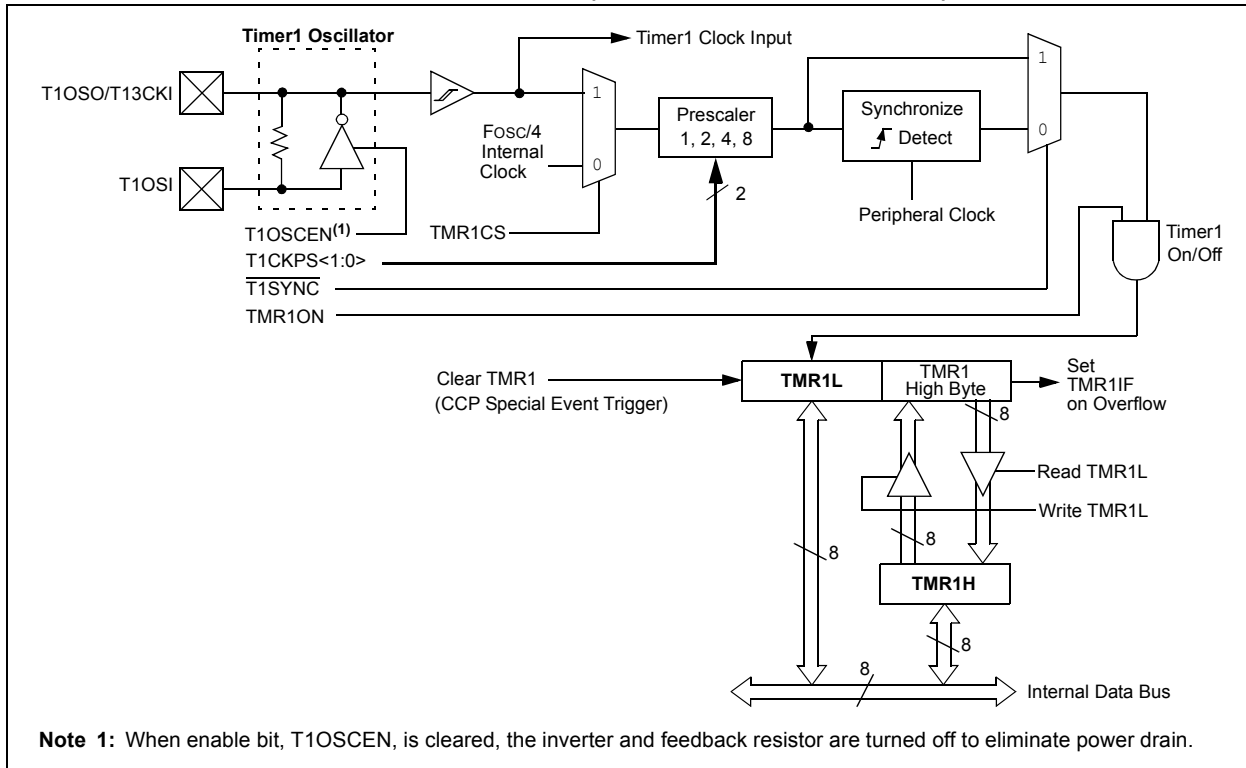 Timer1 Oscillator
Timer1 Clock Input
T1OSO/T13CKI
1
1
Prescaler
1, 2, 4, 8
Synchronize
Detect
FOSC/4
Internal
Clock
0
0
T1OSI
2
Peripheral Clock
T1OSCEN(1)
TMR1CS
Timer1
On/Off
T1CKPS<1:0>
T1SYNC
TMR1ON
Clear TMR1
(CCP Special Event Trigger)
TMR1L
TMR1
High Byte
Set
TMR1IF
on Overflow
8
Read TMR1L
Write TMR1L
8
8
TMR1H
8
8
Internal Data Bus
Note 1: When enable bit, T1OSCEN, is cleared, the inverter and feedback resistor are turned off to eliminate power drain.